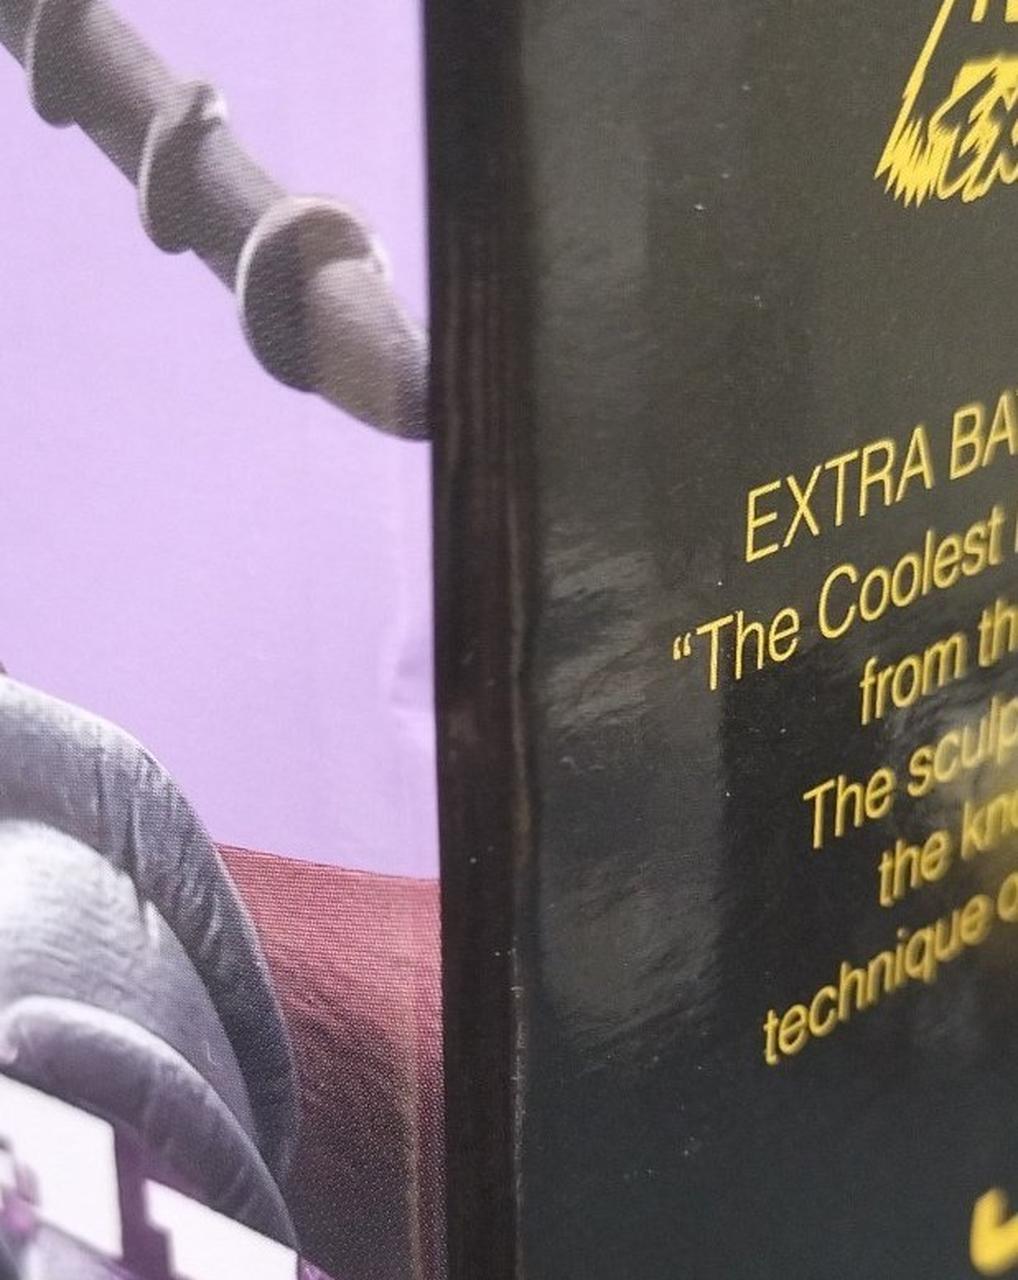 EXTRA BA
“The Coolest
from th
The sculp
the kn
technique o